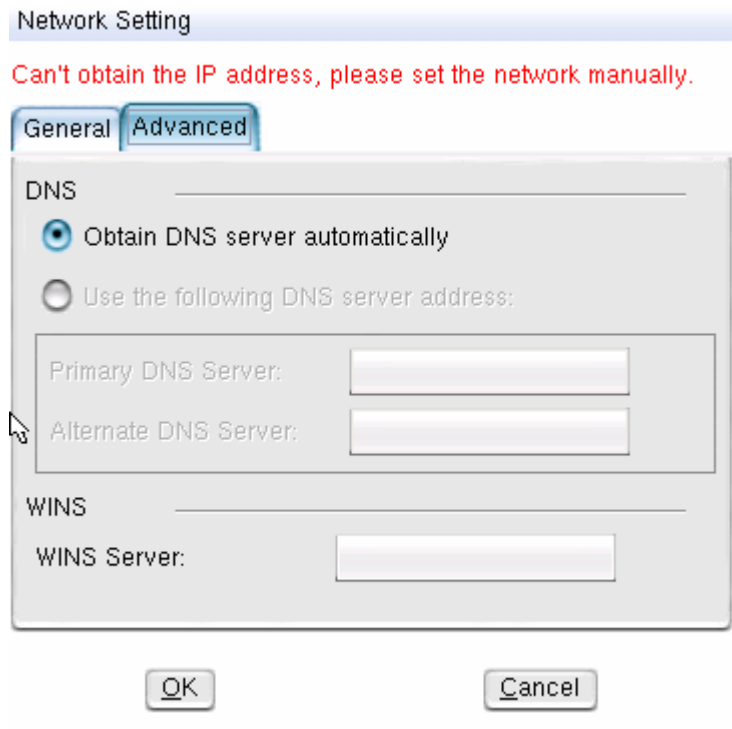 Network Setting
Can't obtain the IP address, please set the network manually.
General Advanced
DNS
Obtain DNS server automatically
Use the following DNS server address:
Primary DNS Server:
Alternate DNS Server:
WINS
WINS Server:
OK Cancel